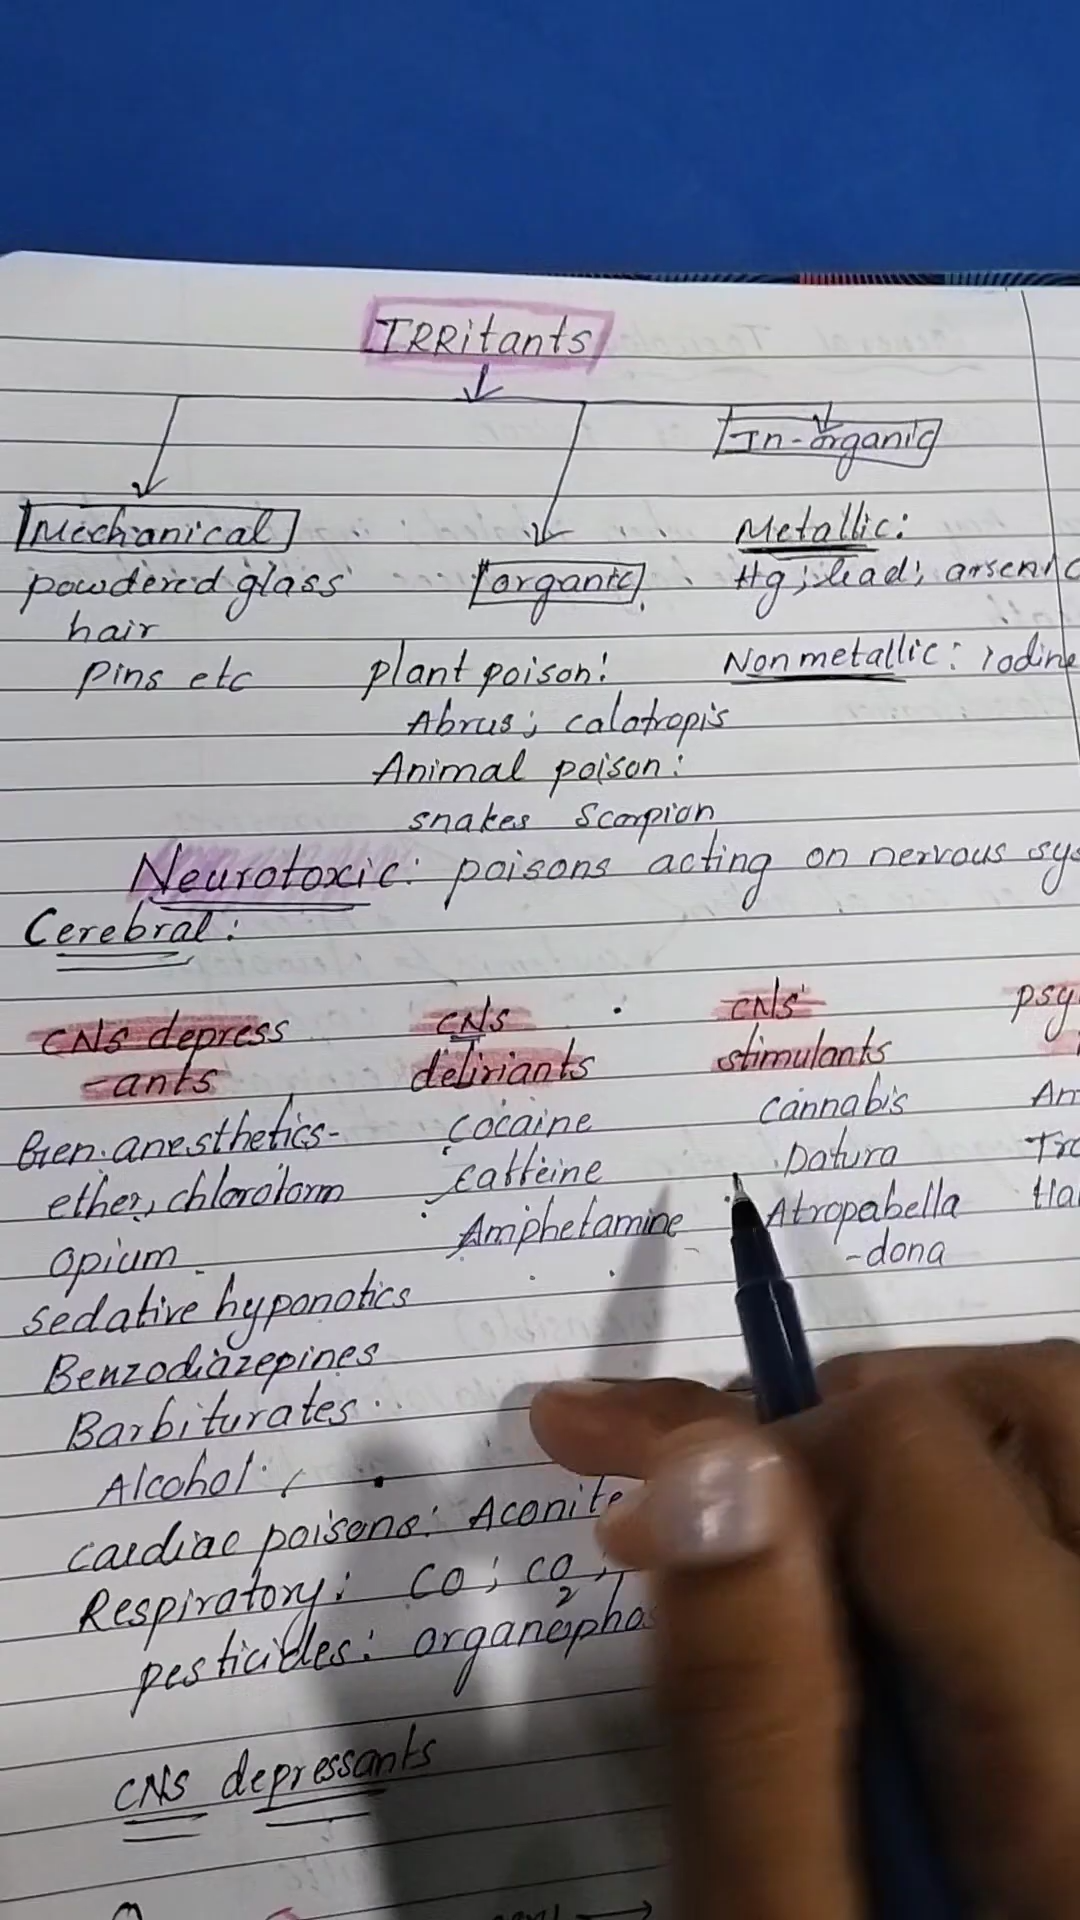 IRRitants
In-organic
Mechanical
Metallic:
powdered glass
organic
Hg; lead; arsenic
hair
Pins etc
plant poison:
Nonmetallic: iodine
Abrus; calotropis
Animal poison:
snakes Scorpion
Neurotoxic: poisons acting on nervous sys
Cerebral:
CNS depress
-ants
CNS
deliriants
CNS
stimulants
psy
Gen. anesthetics-
ether, chloroform
opium
sedative hyponotics
Benzodiazepines
Barbiturates
Alcohol
cocaine
caffeine
Amphetamine
cannabis
Datura
Atropabella
-dona
Am
cardiac poisons: Aconite
Respiratory: CO; CO2;
pesticides: organopho
CNS depressants